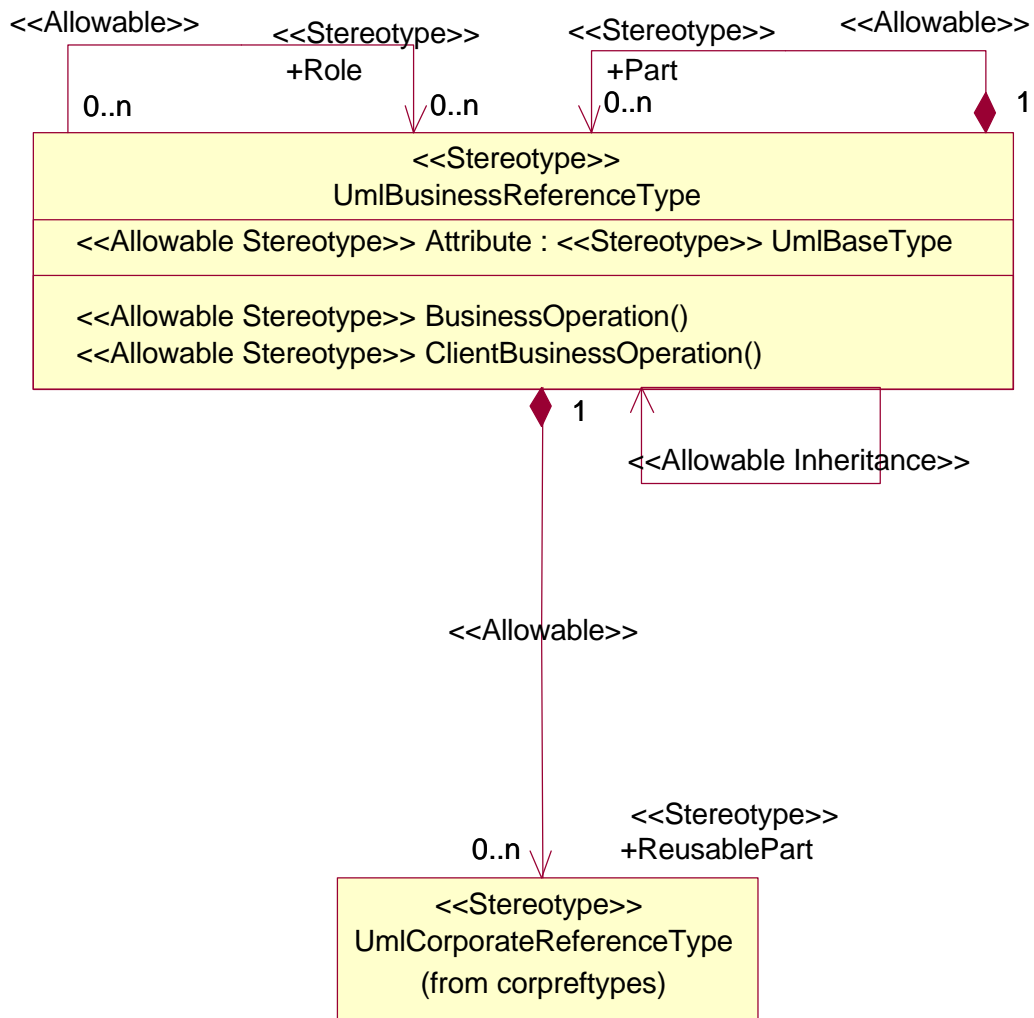 <<Allowable>>
<<Stereotype>>
<<Stereotype>>
<<Allowable>>
+Role
+Part
0..n
0..n
0..n
1
<<Stereotype>>
UmlBusinessReferenceType
<<Allowable Stereotype>> Attribute : <<Stereotype>> UmlBaseType
<<Allowable Stereotype>> BusinessOperation()
<<Allowable Stereotype>> ClientBusinessOperation()
1
<<Allowable Inheritance>>
<<Allowable>>
<<Stereotype>>
0..n
+ReusablePart
<<Stereotype>>
UmlCorporateReferenceType
(from corpreftypes)